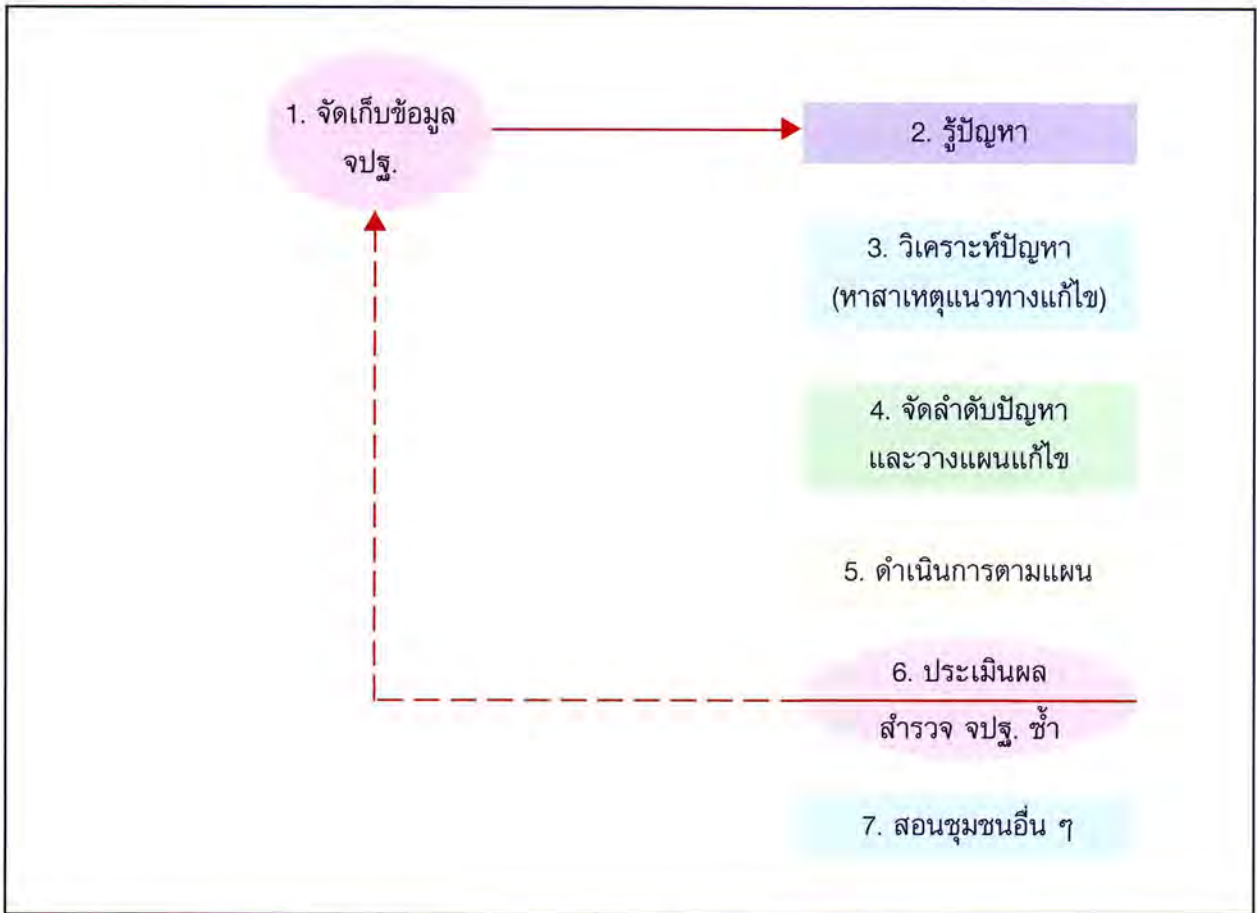 1. จัดเก็บข้อมูล
จปฐ.
2. รู้ปัญหา
3. วิเคราะห์ปัญหา
(หาสาเหตุแนวทางแก้ไข)
4. จัดลำดับปัญหา
และวางแผนแก้ไข
5. ดำเนินการตามแผน
6. ประเมินผล
สำรวจ จปฐ. ซ้ำ
7. สอนชุมชนอื่น ๆ